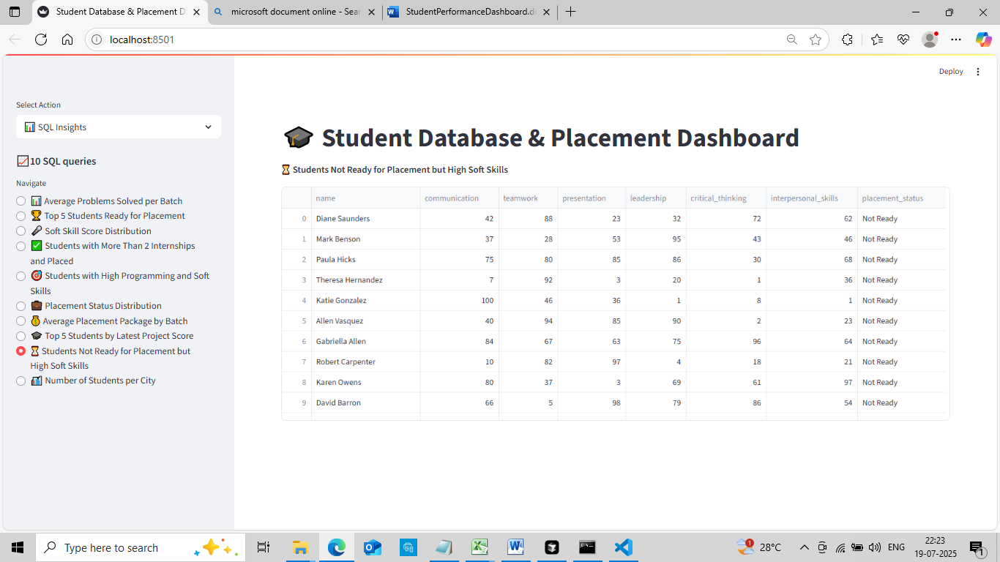 Student Database & Placement D
microsoft document online - Sear
StudentPerformanceDashboard.do
localhost:8501
Deploy
Select Action
📊 SQL Insights
📈10 SQL queries
Navigate
📊 Average Problems Solved per Batch
🏆 Top 5 Students Ready for Placement
🎤 Soft Skill Score Distribution
✅ Students with More Than 2 Internships
and Placed
🎯 Students with High Programming and Soft
Skills
💼 Placement Status Distribution
💰 Average Placement Package by Batch
🎓 Top 5 Students by Latest Project Score
⏳ Students Not Ready for Placement but
High Soft Skills
🏙️ Number of Students per City
🎓 Student Database & Placement Dashboard
⏳ Students Not Ready for Placement but High Soft Skills
name communication teamwork presentation leadership critical_thinking interpersonal_skills placement_status
0 Diane Saunders 42 88 23 32 72 62 Not Ready
1 Mark Benson 37 28 53 95 43 46 Not Ready
2 Paula Hicks 75 80 85 86 30 68 Not Ready
3 Theresa Hernandez 7 92 3 20 1 36 Not Ready
4 Katie Gonzalez 100 46 36 1 8 1 Not Ready
5 Allen Vasquez 40 94 85 90 2 23 Not Ready
6 Gabriella Allen 84 67 63 75 96 64 Not Ready
7 Robert Carpenter 10 82 97 4 18 21 Not Ready
8 Karen Owens 80 37 3 69 61 97 Not Ready
9 David Barron 66 5 98 79 86 54 Not Ready
Type here to search
1
28°C
ENG
22:23
19-07-2025
1